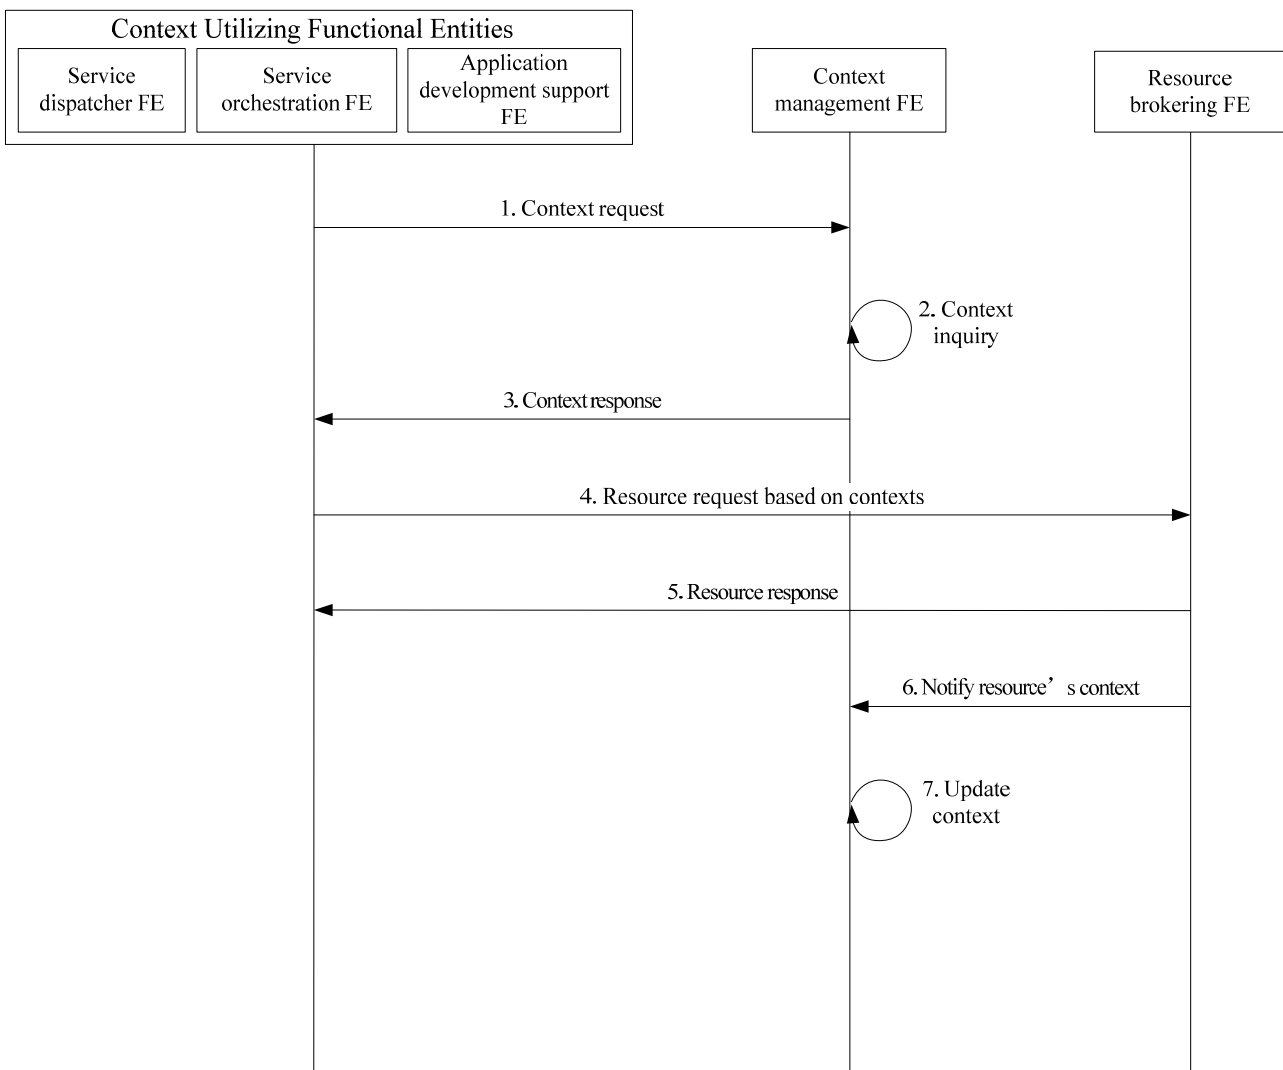 Context Utilizing Functional Entities
Service
dispatcher FE
Service
orchestration FE
Application
development support
FE
Context
management FE
Resource
brokering FE
1. Context request
2. Context
inquiry
3. Context response
4. Resource request based on contexts
5. Resource response
6. Notify resource’s context
7. Update
context